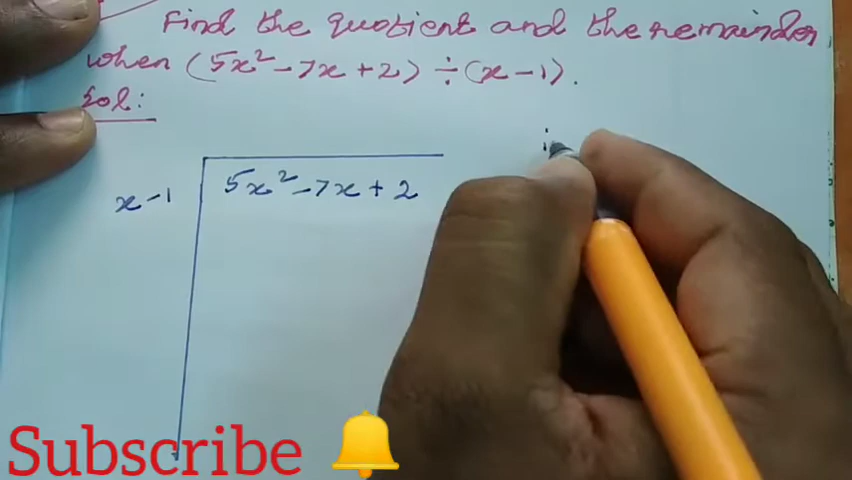 Find the quotient and the remainder
when (5x² - 7x + 2) ÷ (x - 1).
Sol:
x - 1 5x² - 7x + 2
Subscribe